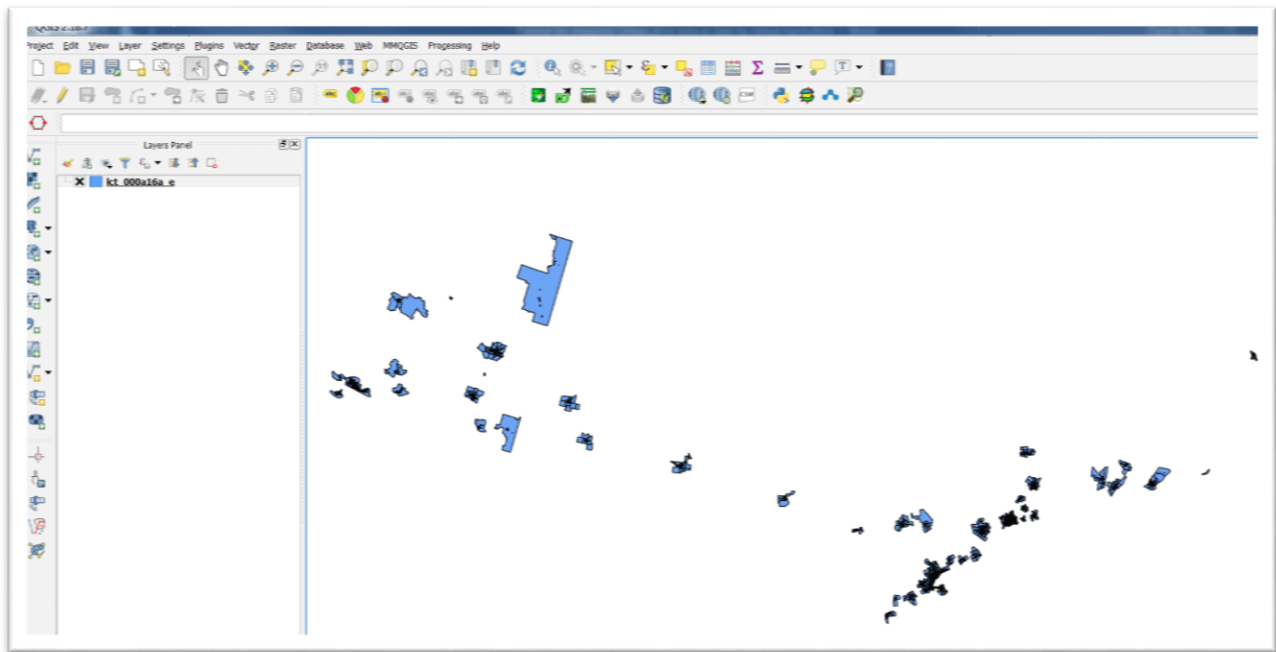 QGIS 2.18.7
Project Edit View Layer Settings Plugins Vector Raster Database Web MMQGIS Processing Help
Layers Panel
kt_000a16a_e